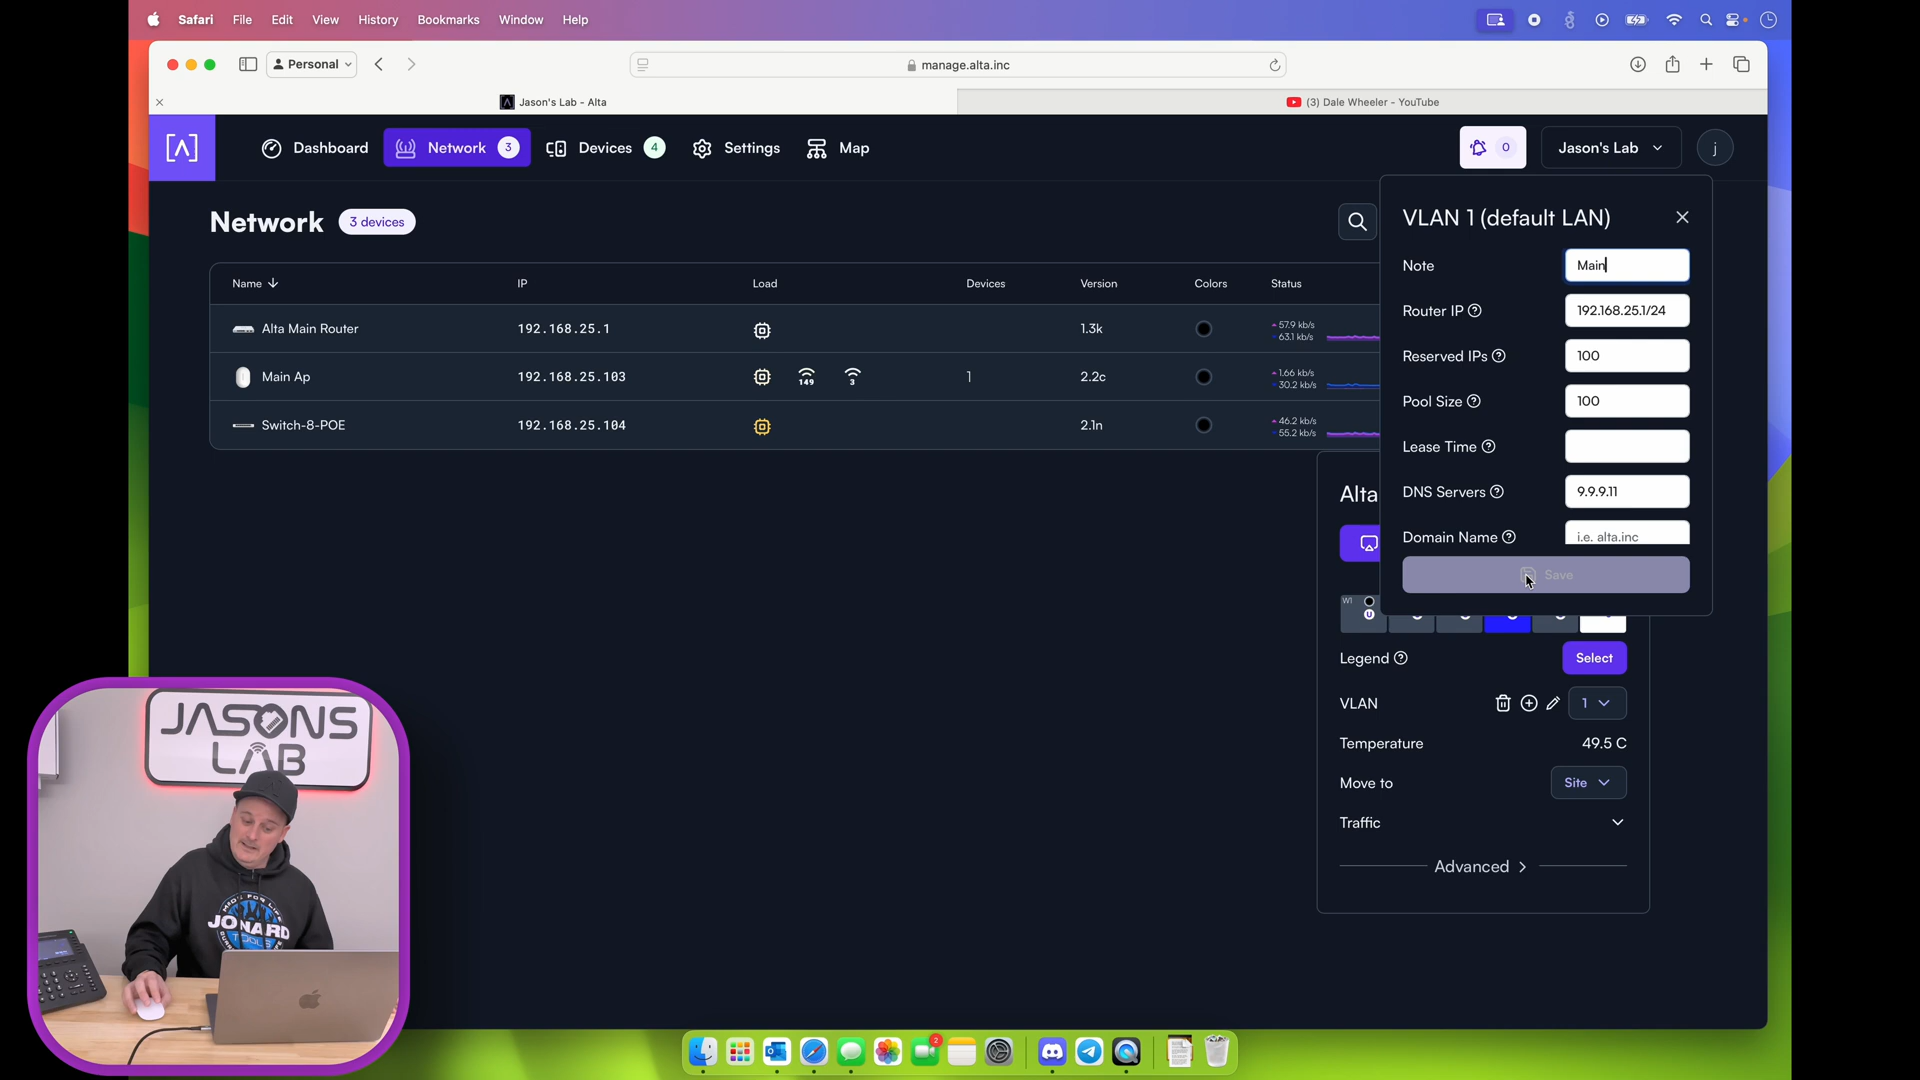 Safari File Edit View History Bookmarks Window Help
Personal
manage.alta.inc
Jason's Lab - Alta
(3) Dale Wheeler - YouTube
[Λ] Dashboard Network 3 Devices 4 Settings Map 0 Jason's Lab j
Network 3 devices
Name IP Load Devices Version Colors Status
Alta Main Router 192.168.25.1 1.3k 57.9 kb/s
63.1 kb/s
Main Ap 192.168.25.103 149 3 1 2.2c 1.66 kb/s
30.2 kb/s
Switch-8-POE 192.168.25.104 2.1n 46.2 kb/s
55.2 kb/s
VLAN 1 (default LAN)
Note Main
Router IP 192.168.25.1/24
Reserved IPs 100
Pool Size 100
Lease Time
DNS Servers 9.9.9.11
Domain Name i.e. alta.inc
Save
Alta
W1
U
Legend Select
VLAN 1
Temperature 49.5 C
Move to Site
Traffic
Advanced
JASONS
LAB
MADE FOR LIFE
JONARD
TOOLS
2